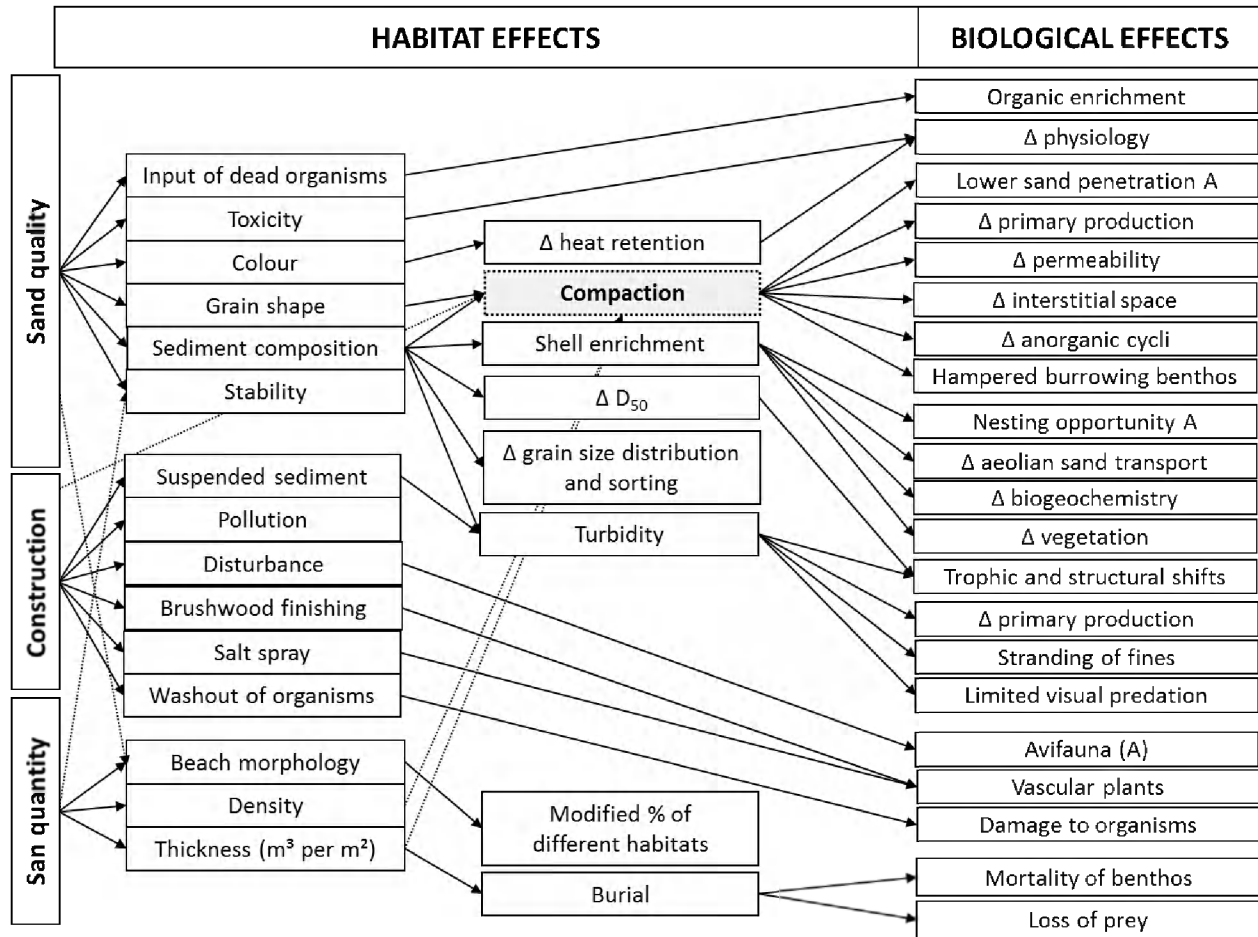 HABITAT EFFECTS
BIOLOGICAL EFFECTS
Sand quality
Construction
San quantity
Input of dead organisms
Toxicity
Colour
Grain shape
Sediment composition
Stability
Suspended sediment
Pollution
Disturbance
Brushwood finishing
Salt spray
Washout of organisms
Beach morphology
Density
Thickness (m³ per m²)
Δ heat retention
Compaction
Shell enrichment
Δ D₅₀
Δ grain size distribution
and sorting
Turbidity
Modified % of
different habitats
Burial
Organic enrichment
Δ physiology
Lower sand penetration A
Δ primary production
Δ permeability
Δ interstitial space
Δ anorganic cycli
Hampered burrowing benthos
Nesting opportunity A
Δ aeolian sand transport
Δ biogeochemistry
Δ vegetation
Trophic and structural shifts
Δ primary production
Stranding of fines
Limited visual predation
Avifauna (A)
Vascular plants
Damage to organisms
Mortality of benthos
Loss of prey